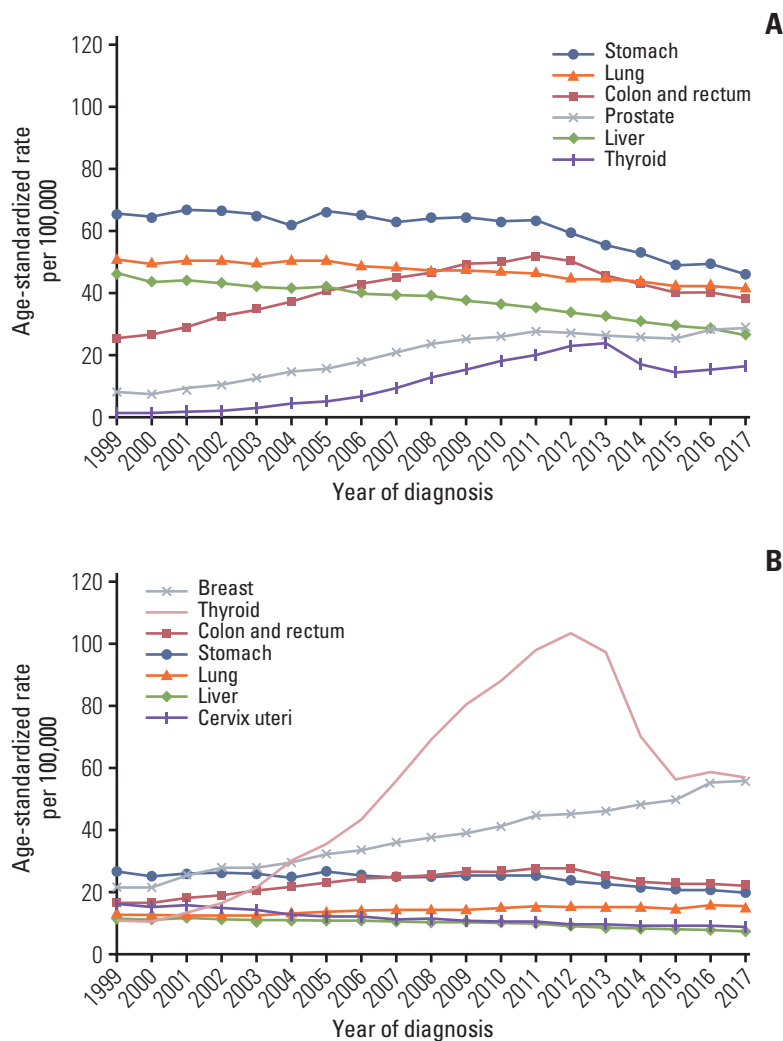 A
120
100
80
60
40
20
0
Age-standardized rate
per 100,000
Stomach
Lung
Colon and rectum
Prostate
Liver
Thyroid
1999 2000 2001 2002 2003 2004 2005 2006 2007 2008 2009 2010 2011 2012 2013 2014 2015 2016 2017
Year of diagnosis
B
120
100
80
60
40
20
0
Age-standardized rate
per 100,000
Breast
Thyroid
Colon and rectum
Stomach
Lung
Liver
Cervix uteri
1999 2000 2001 2002 2003 2004 2005 2006 2007 2008 2009 2010 2011 2012 2013 2014 2015 2016 2017
Year of diagnosis